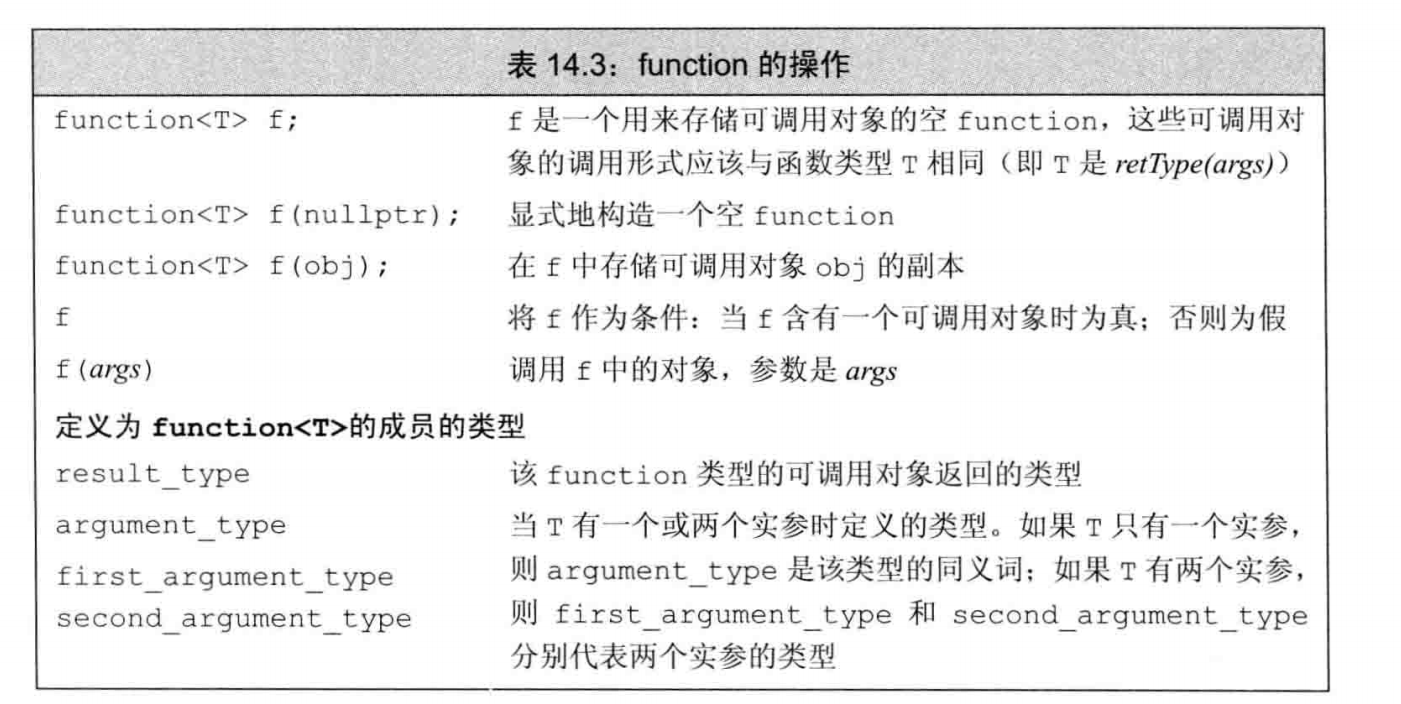 表 14.3：function 的操作
function<T> f; f 是一个用来存储可调用对象的空 function，这些可调用对
象的调用形式应该与函数类型 T 相同（即 T 是 retType(args)）
function<T> f(nullptr); 显式地构造一个空 function
function<T> f(obj); 在 f 中存储可调用对象 obj 的副本
f 将 f 作为条件：当 f 含有一个可调用对象时为真；否则为假
f(args) 调用 f 中的对象，参数是 args
定义为 function<T>的成员的类型
result_type 该 function 类型的可调用对象返回的类型
argument_type 当 T 有一个或两个实参时定义的类型。如果 T 只有一个实参，
first_argument_type 则 argument_type 是该类型的同义词；如果 T 有两个实参，
second_argument_type 则 first_argument_type 和 second_argument_type
分别代表两个实参的类型